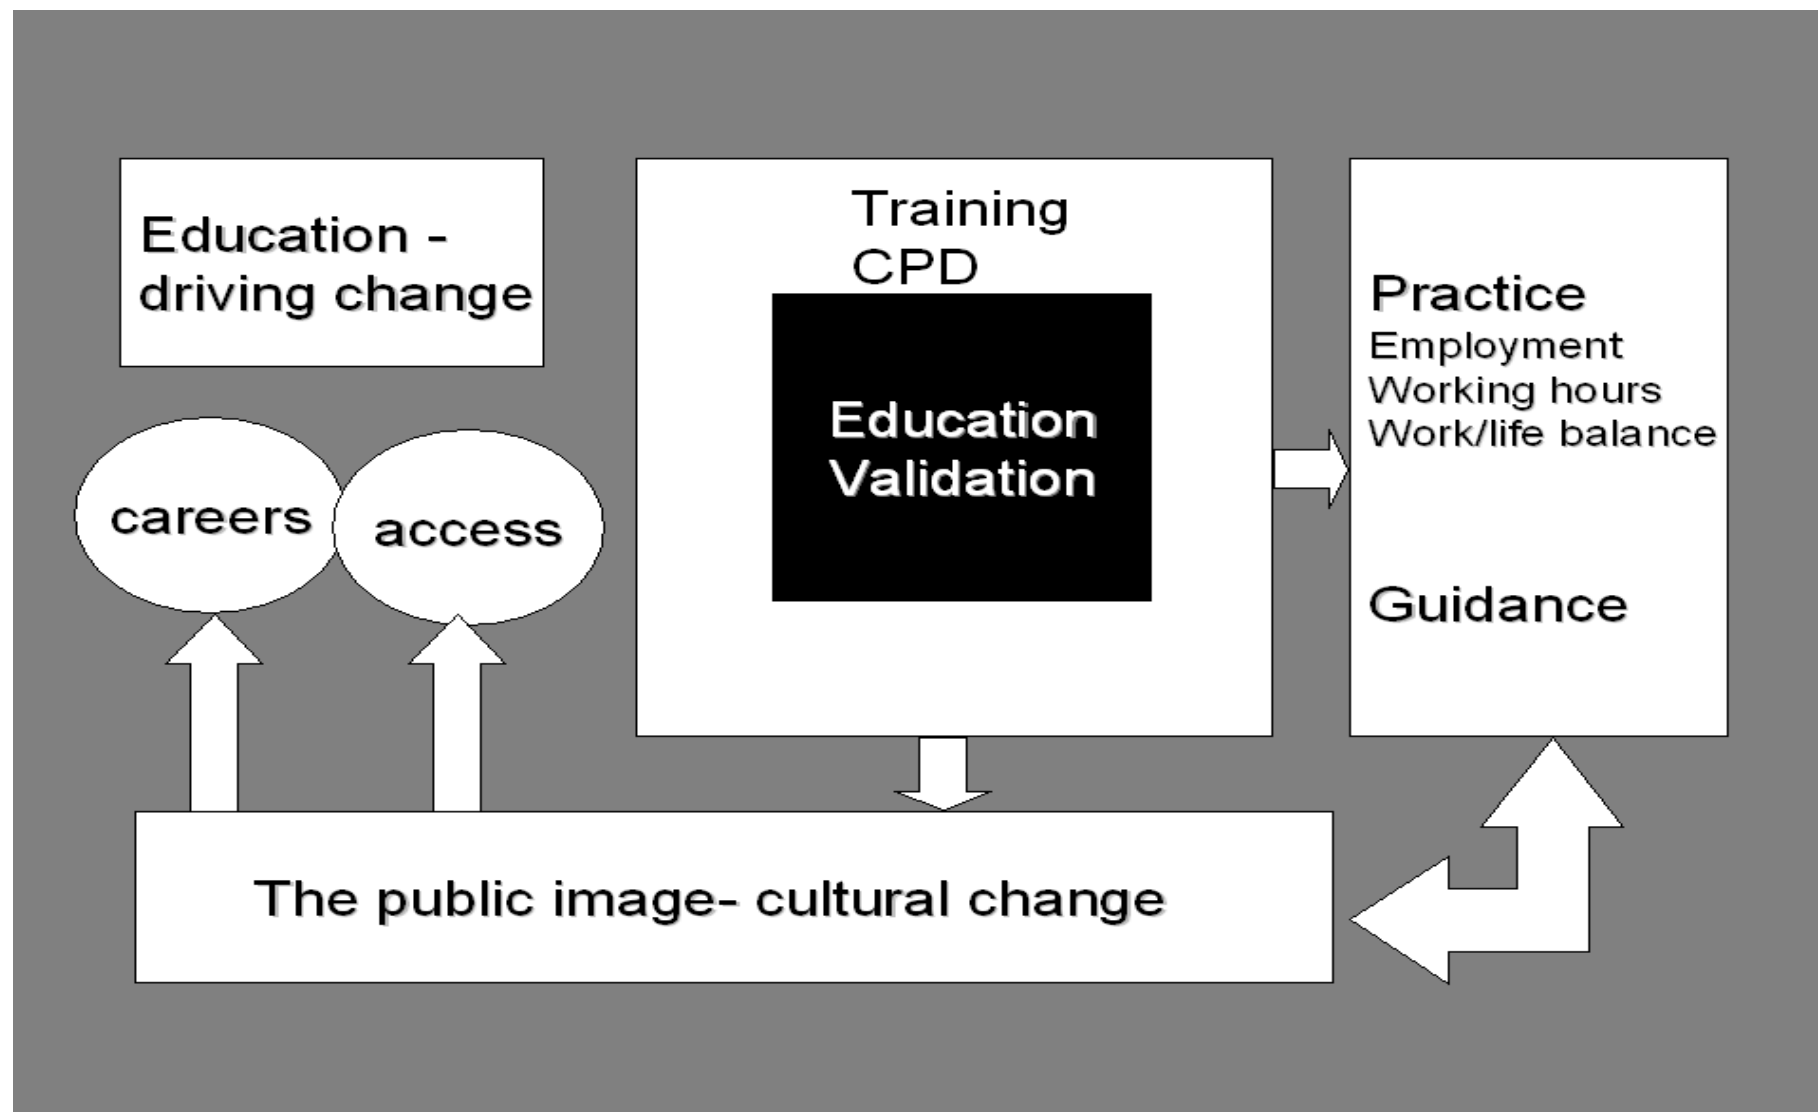 Education -
driving change
careers
access
Training
CPD
Education
Validation
Practice
Employment
Working hours
Work/life balance
Guidance
The public image- cultural change